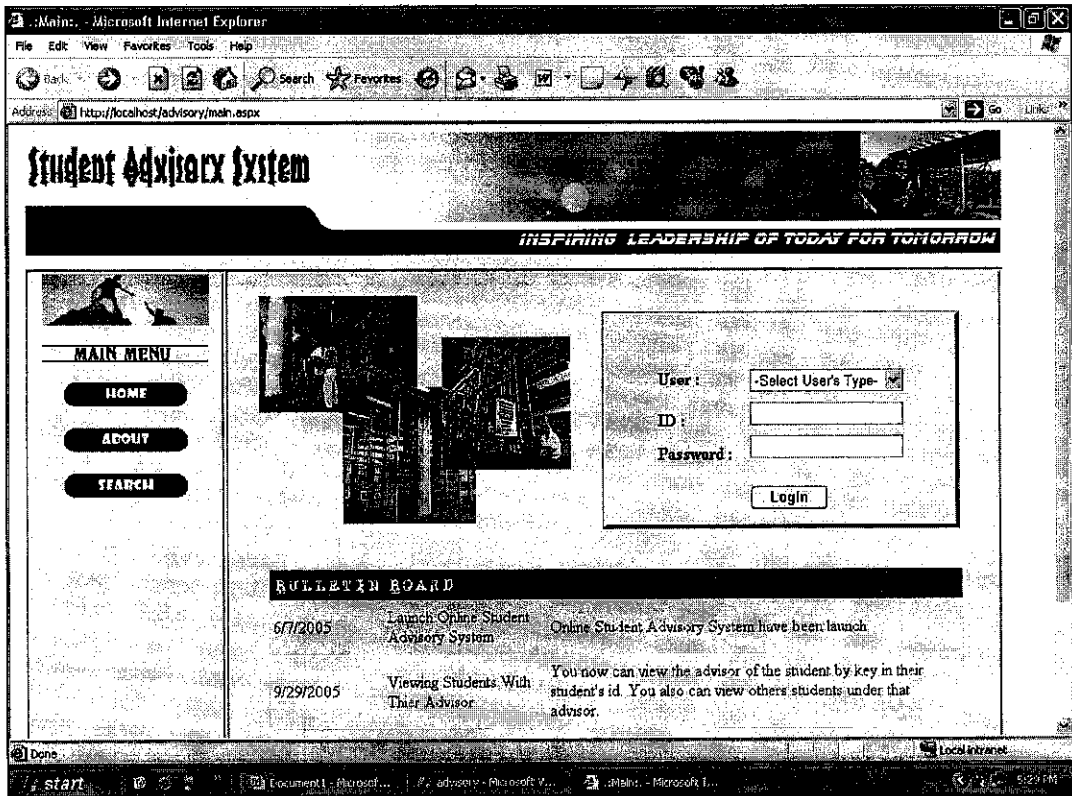 .:Main:. - Microsoft Internet Explorer
File Edit View Favorites Tools Help
Back Search Favorites
Address http://localhost/advisory/main.aspx Go Links
Student Advisory System
INSPIRING LEADERSHIP OF TODAY FOR TOMORROW
MAIN MENU
HOME
ABOUT
SEARCH
User : -Select User's Type-
ID :
Password :
Login
BULLETIN BOARD
6/7/2005 Launch Online Student Advisory System Online Student Advisory System have been launch
9/29/2005 Viewing Students With Thier Advisor You now can view the advisor of the student by key in their student's id. You also can view others students under that advisor.
Done Local intranet
start Document1 - Microsof... advisory - Microsoft V... .:Main:. - Microsoft I... 5:29 PM